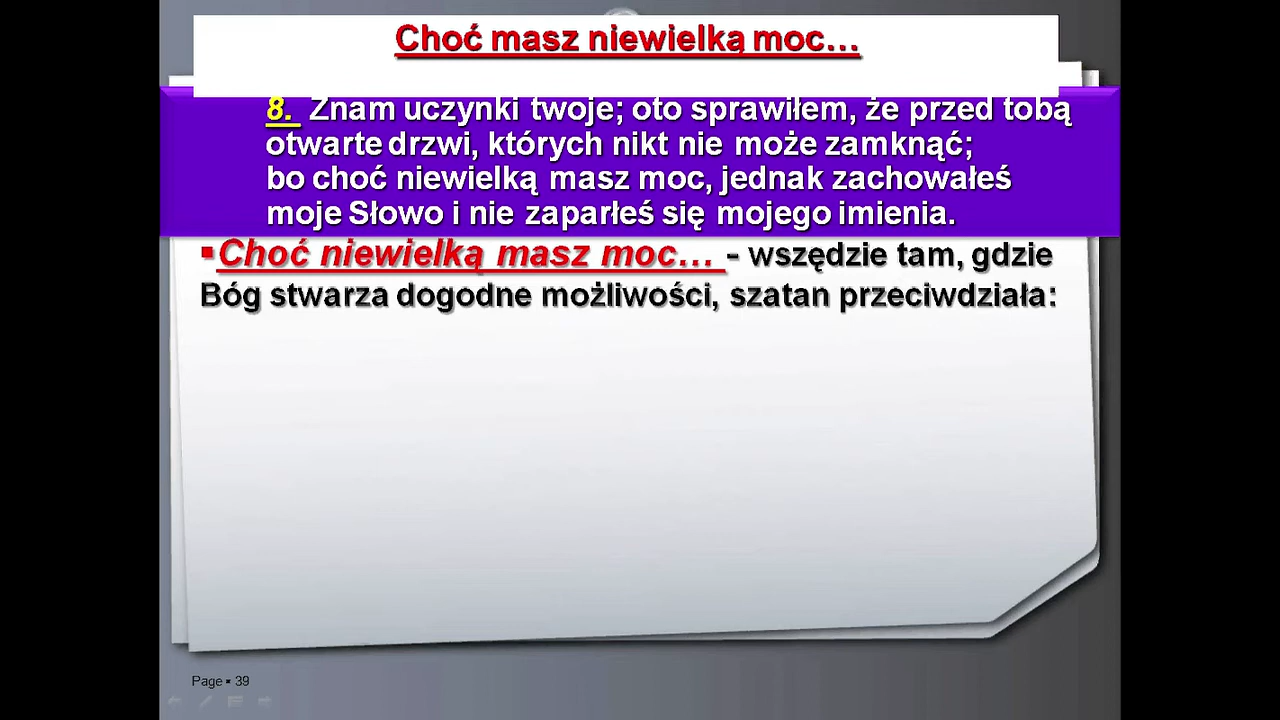 Choć masz niewielką moc…
8. Znam uczynki twoje; oto sprawiłem, że przed tobą
otwarte drzwi, których nikt nie może zamknąć;
bo choć niewielką masz moc, jednak zachowałeś
moje Słowo i nie zaparłeś się mojego imienia.
▪Choć niewielką masz moc… - wszędzie tam, gdzie
Bóg stwarza dogodne możliwości, szatan przeciwdziała:
Page ▪ 39